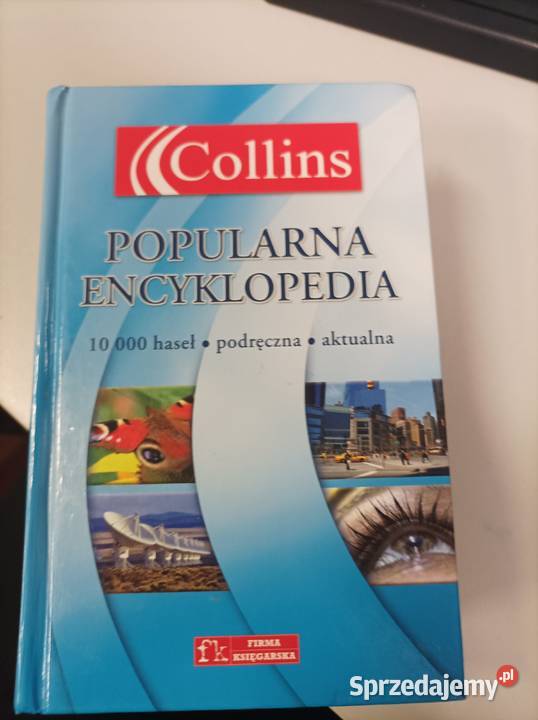 Collins
POPULARNA
ENCYKLOPEDIA
10 000 haseł • podręczna • aktualna
fk FIRMA
KSIĘGARSKA
Sprzedajemy.pl